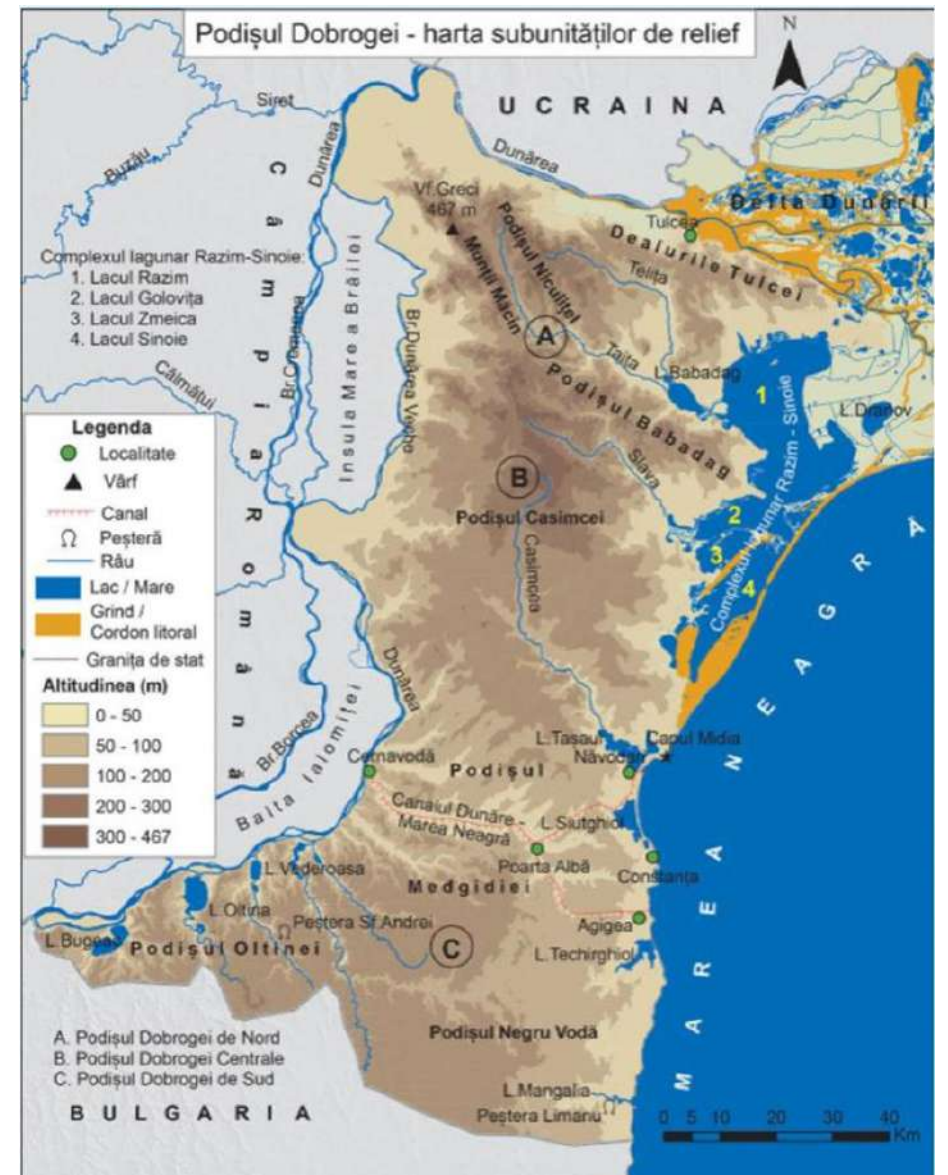 Podișul Dobrogei - harta subunităților de relief
N
UCRAINA
Siret
Buzău
Dunărea
Dunărea
Câmpia Română
Vf. Greci
467 m
Podișul Niculițel
Munții Măcin
Tulcea
Delta Dunării
Dealurile Tulcei
Telița
Complexul lagunar Razim-Sinoie:
1. Lacul Razim
2. Lacul Golovița
3. Lacul Zmeica
4. Lacul Sinoie
Insula Mare a Brăilei
Br. Cremenea
Br. Dunărea Veche
Călmățui
A
Taița
L. Babadag
Podișul Babadag
1
L. Dranov
Complexul lagunar Razim - Sinoie
Slava
B
Podișul Casimcei
Casimcea
2
3
4
Legenda
Localitate
Vârf
Canal
Peșteră
Râu
Lac / Mare
Grind /
Cordon litoral
Granița de stat
Altitudinea (m)
0 - 50
50 - 100
100 - 200
200 - 300
300 - 467
Dunărea
Br. Borcea
Balta Ialomiței
Cernavodă
L. Tașaul
Capul Midia
Năvodari
Podișul
Medgidiei
Canalul Dunăre -
Marea Neagră
L. Siutghiol
Poarta Albă
Constanța
L. Vederoasa
L. Oltina
Peștera Sf. Andrei
L. Bugeac
Podișul Oltinei
C
Agigea
L. Techirghiol
MAREA NEAGRĂ
Podișul Negru Vodă
A. Podișul Dobrogei de Nord
B. Podișul Dobrogei Centrale
C. Podișul Dobrogei de Sud
BULGARIA
L. Mangalia
Peștera Limanu
0 5 10 20 30 40
Km